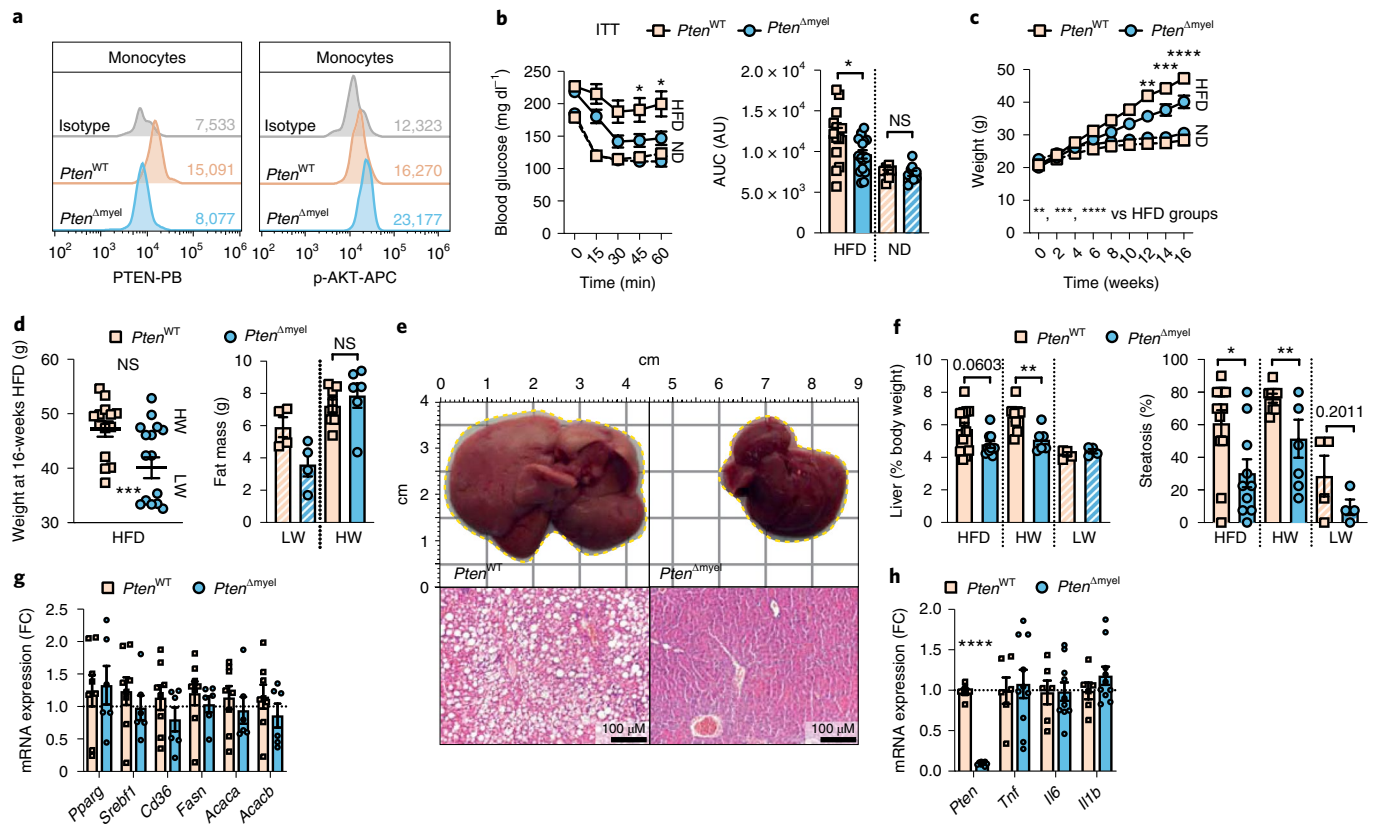 a
Monocytes
Monocytes
Isotype
7,533
12,323
Pten^WT
15,091
16,270
Pten^Δmyel
8,077
23,177
10^2 10^3 10^4 10^5 10^6
10^2 10^3 10^4 10^5 10^6
PTEN-PB
p-AKT-APC
b
ITT
Pten^WT
Pten^Δmyel
Blood glucose (mg dl^–1)
250
200
150
100
50
0
*
*
HFD
ND
0 15 30 45 60
Time (min)
AUC (AU)
2.0 × 10^4
1.5 × 10^4
1.0 × 10^4
5.0 × 10^3
0
*
NS
HFD
ND
c
Pten^WT
Pten^Δmyel
Weight (g)
50
40
30
20
10
0
**
***
****
HFD
ND
**, ***, **** vs HFD groups
0 2 4 6 8 10 12 14 16
Time (weeks)
d
Pten^WT
Pten^Δmyel
Weight at 16-weeks HFD (g)
60
50
40
30
NS
HW
LW
***
HFD
Fat mass (g)
10
8
6
4
2
0
NS
LW
HW
e
cm
0 1 2 3 4 5 6 7 8 9
cm
4
3
2
1
0
Pten^WT
Pten^Δmyel
100 μM
100 μM
f
Pten^WT
Pten^Δmyel
Liver (% body weight)
10
8
6
4
2
0
0.0603
**
HFD
HW
LW
Steatosis (%)
100
80
60
40
20
0
*
**
0.2011
HFD
HW
LW
g
Pten^WT
Pten^Δmyel
mRNA expression (FC)
2.5
2.0
1.5
1.0
0.5
0
Pparg
Srebf1
Cd36
Fasn
Acaca
Acacb
h
Pten^WT
Pten^Δmyel
mRNA expression (FC)
2.0
1.5
1.0
0.5
0.0
****
Pten
Tnf
Il6
Il1b